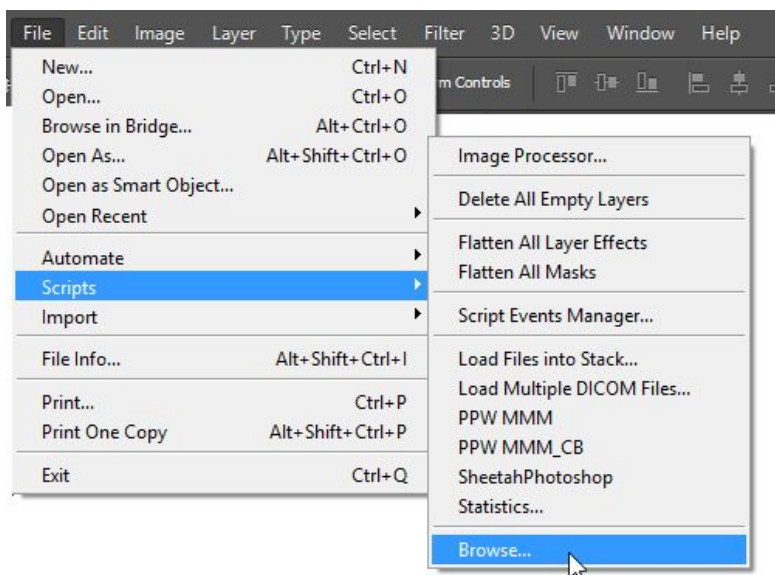 File Edit Image Layer Type Select Filter 3D View Window Help
m Controls
New... Ctrl+N
Open... Ctrl+O
Browse in Bridge... Alt+Ctrl+O
Open As... Alt+Shift+Ctrl+O
Open as Smart Object...
Open Recent
Automate
Scripts
Import
File Info... Alt+Shift+Ctrl+I
Print... Ctrl+P
Print One Copy Alt+Shift+Ctrl+P
Exit Ctrl+Q
Image Processor...
Delete All Empty Layers
Flatten All Layer Effects
Flatten All Masks
Script Events Manager...
Load Files into Stack...
Load Multiple DICOM Files...
PPW MMM
PPW MMM_CB
SheetahPhotoshop
Statistics...
Browse...